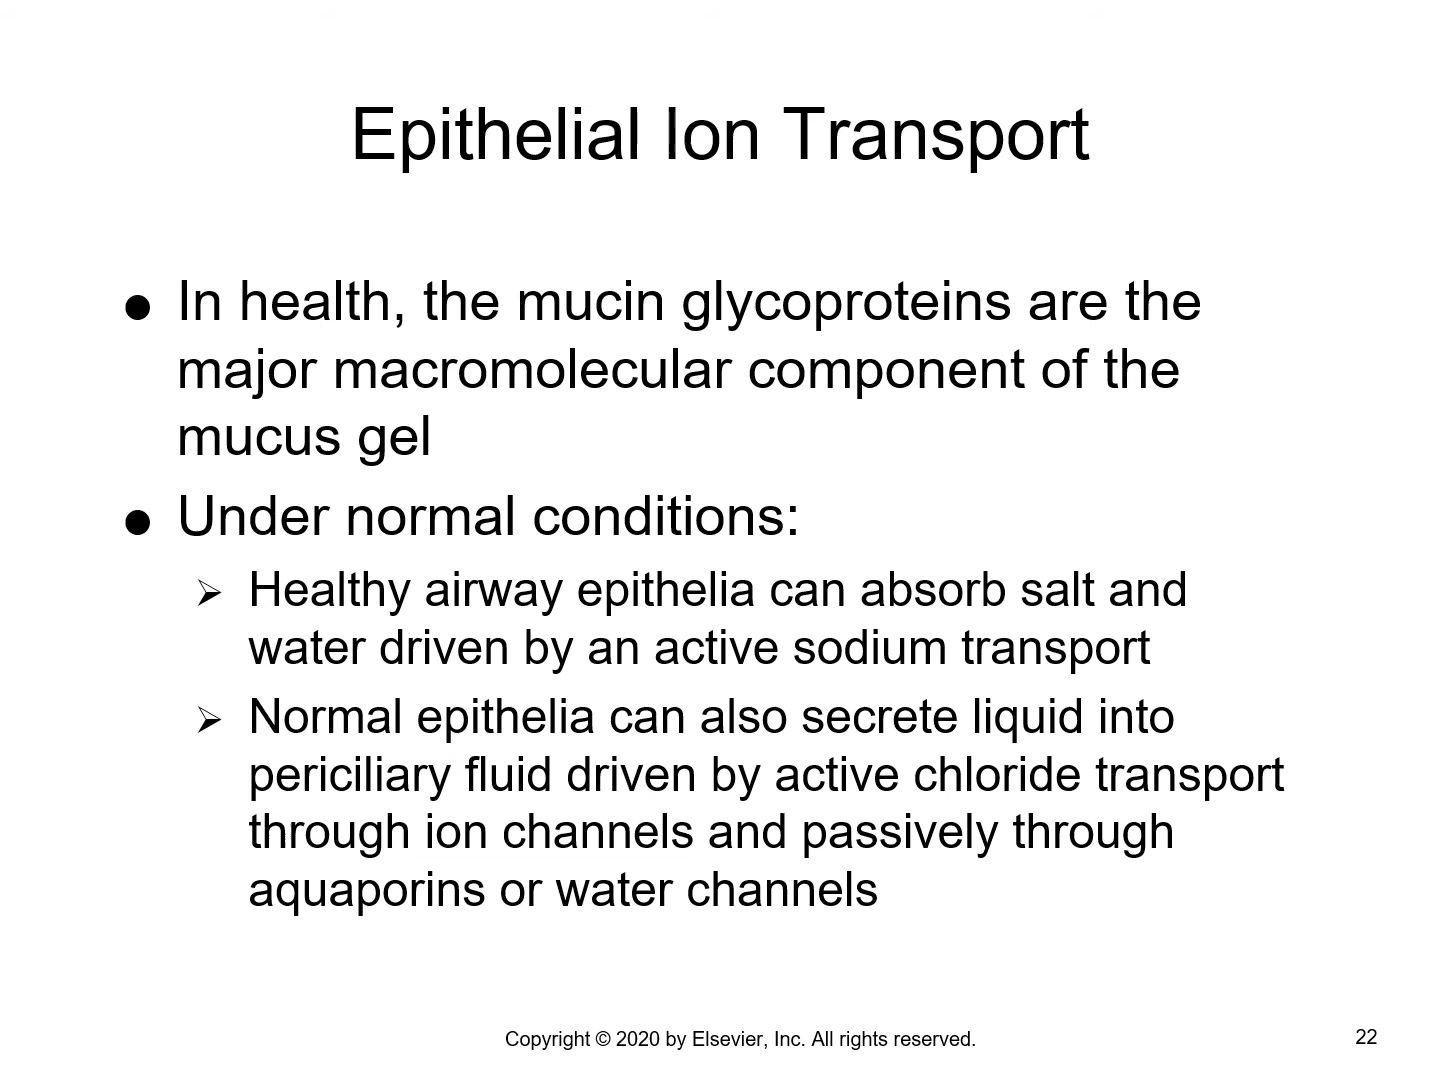 Epithelial Ion Transport
● In health, the mucin glycoproteins are the
major macromolecular component of the
mucus gel
● Under normal conditions:
➢ Healthy airway epithelia can absorb salt and
water driven by an active sodium transport
➢ Normal epithelia can also secrete liquid into
periciliary fluid driven by active chloride transport
through ion channels and passively through
aquaporins or water channels
Copyright © 2020 by Elsevier, Inc. All rights reserved.
22